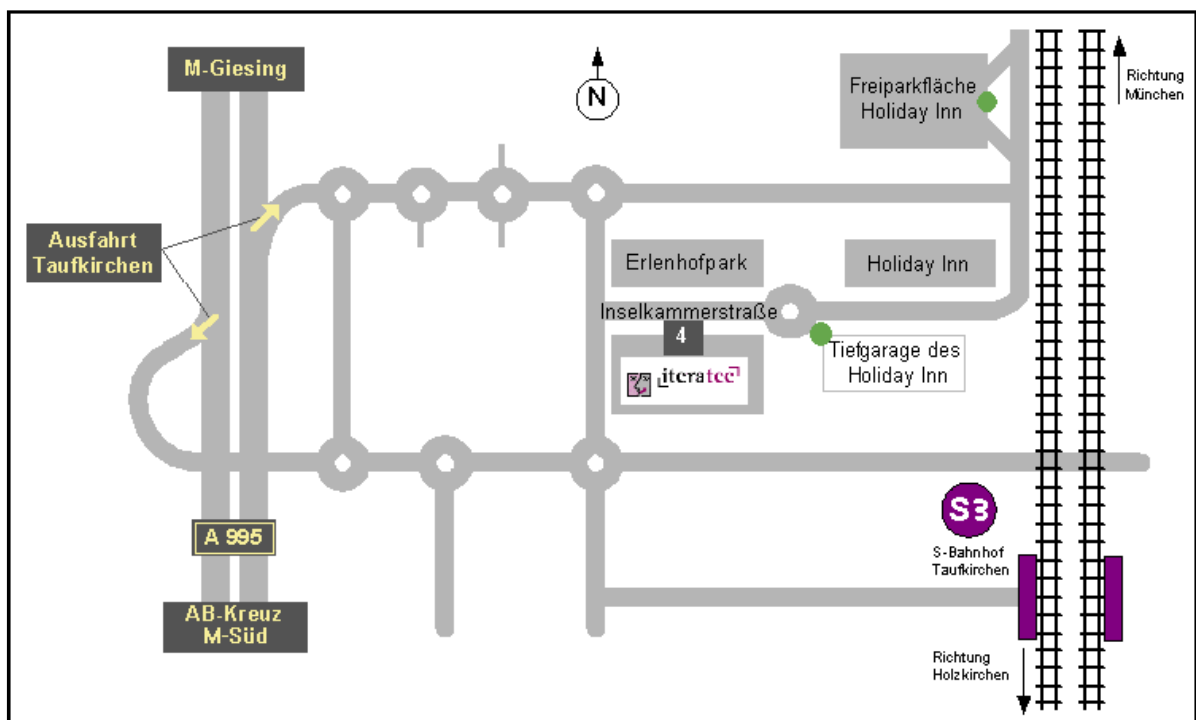 M-Giesing
N
Freiparkfläche
Holiday Inn
Richtung
München
Ausfahrt
Taufkirchen
Erlenhofpark
Holiday Inn
Inselkammerstraße
4
iteratec
Tiefgarage des
Holiday Inn
S3
A 995
S-Bahnhof
Taufkirchen
AB-Kreuz
M-Süd
Richtung
Holzkirchen